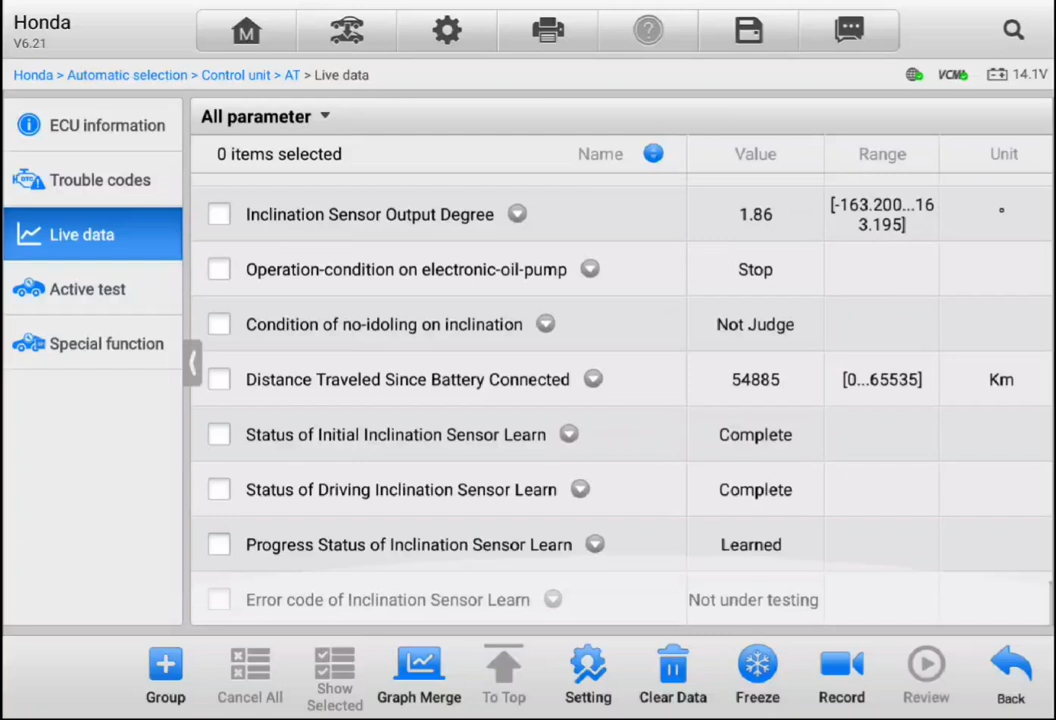 Honda
V6.21
M
?
Honda > Automatic selection > Control unit > AT > Live data
VCMI
14.1V
ECU information
Trouble codes
Live data
Active test
Special function
All parameter
0 items selected Name Value Range Unit
Inclination Sensor Output Degree 1.86 [-163.200...16
3.195] °
Operation-condition on electronic-oil-pump Stop
Condition of no-idoling on inclination Not Judge
Distance Traveled Since Battery Connected 54885 [0...65535] Km
Status of Initial Inclination Sensor Learn Complete
Status of Driving Inclination Sensor Learn Complete
Progress Status of Inclination Sensor Learn Learned
Error code of Inclination Sensor Learn Not under testing
Group
Cancel All
Show
Selected
Graph Merge
To Top
Setting
Clear Data
Freeze
Record
Review
Back